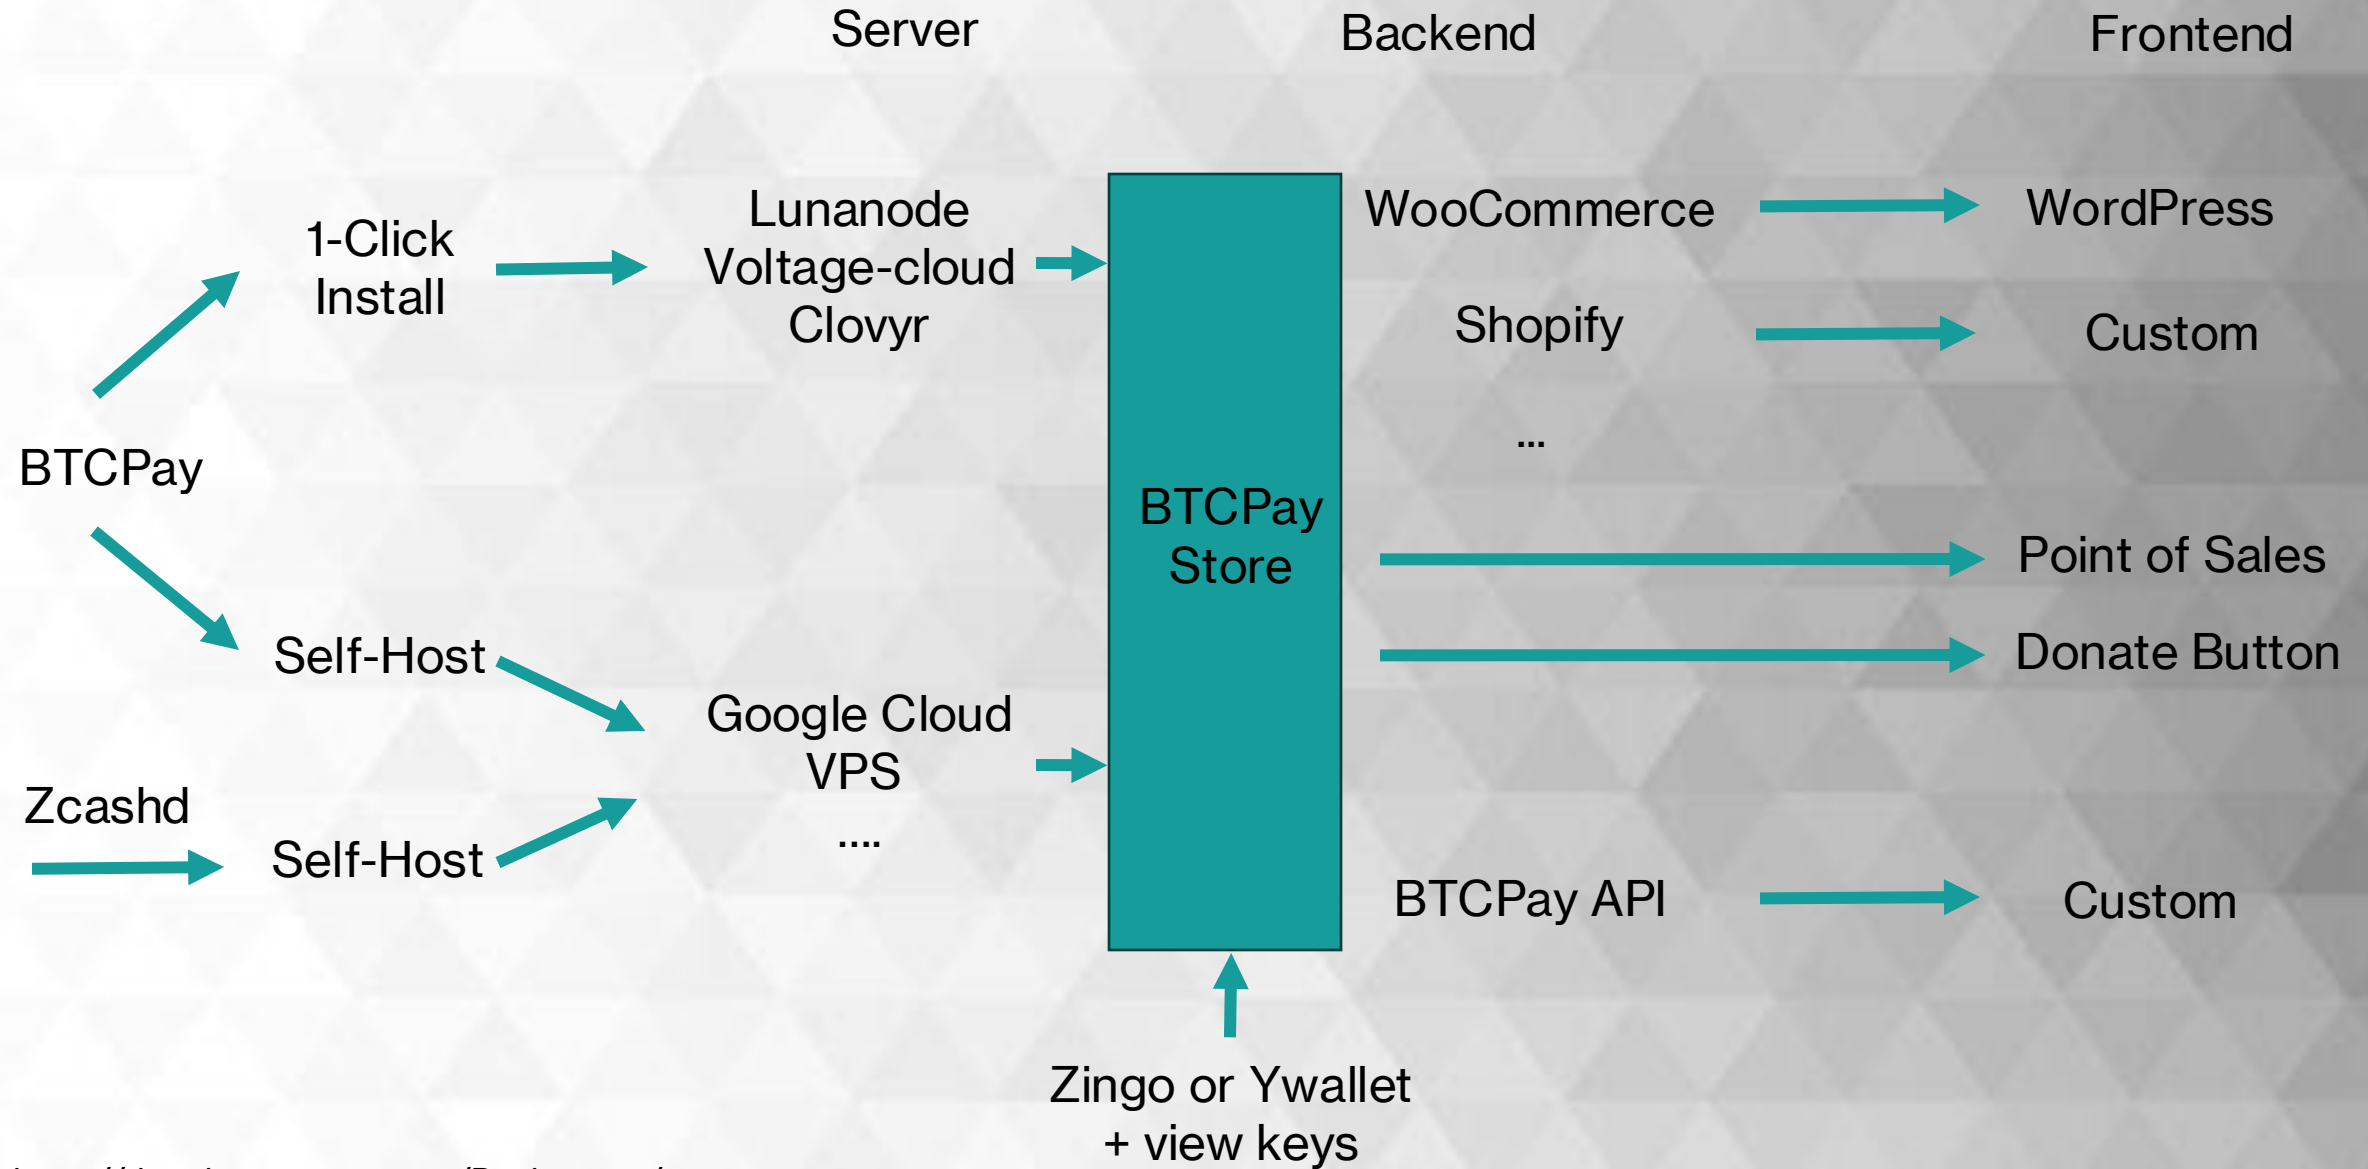 Server
Backend
Frontend
1-Click
Install
Lunanode
Voltage-cloud
Clovyr
WooCommerce
WordPress
Shopify
Custom
...
BTCPay
BTCPay
Store
Point of Sales
Donate Button
Self-Host
Google Cloud
VPS
....
Zcashd
Self-Host
BTCPay API
Custom
Zingo or Ywallet
+ view keys